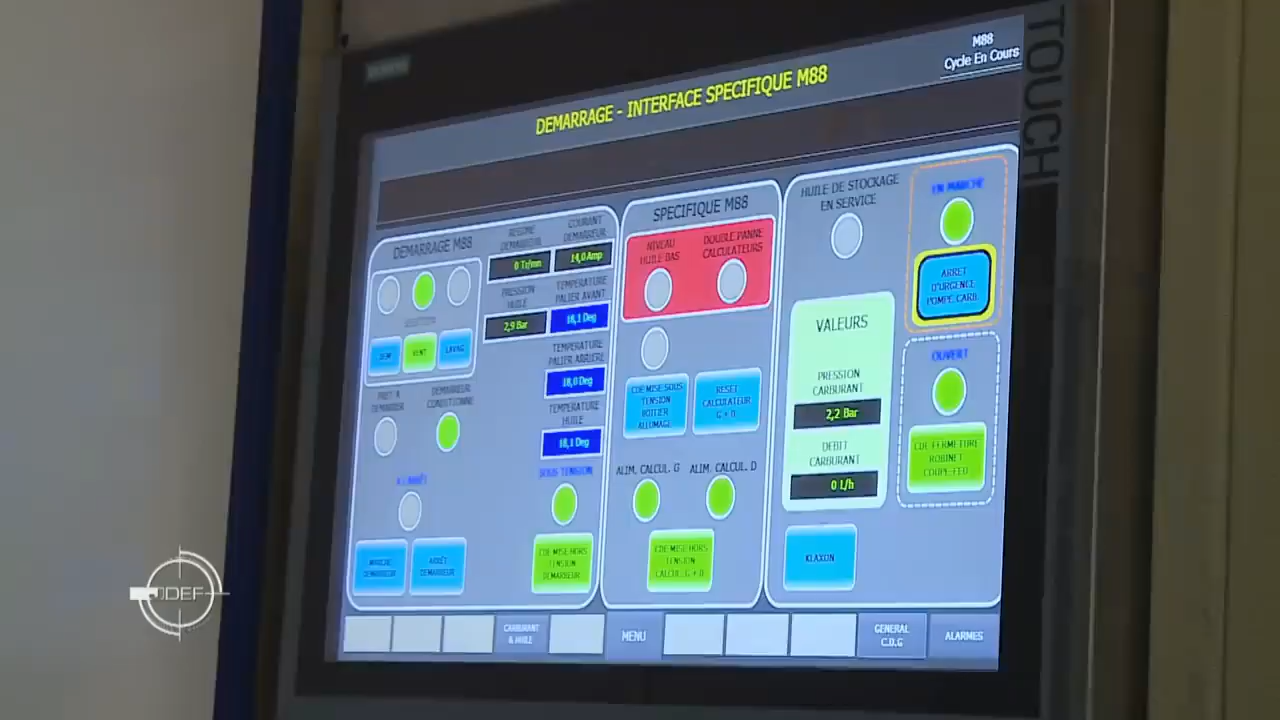 M88
Cycle En Cours
TOUCH
DEMARRAGE - INTERFACE SPECIFIQUE M88
DEMARRAGE M88
REGIME
DEMARREUR
0 Tr/mn
COURANT
DEMARREUR
14,0 Amp
PRESSION
HUILE
2,9 Bar
TEMPERATURE
PALIER AVANT
18,1 Deg
VENT
TEMPERATURE
PALIER ARRIERE
18,0 Deg
PRET A
DEMARRER
DEMARREUR
CONDITIONNE
TEMPERATURE
HUILE
18,1 Deg
A L'ARRÊT
SOUS TENSION
MARCHE
DEMARREUR
ARRÊT
DEMARREUR
CDE MISE HORS
TENSION
DEMARREUR
SPECIFIQUE M88
NIVEAU
HUILE BAS
DOUBLE PANNE
CALCULATEURS
CDE MISE SOUS
TENSION
BOITIER
ALLUMAGE
RESET
CALCULATEUR
G + D
ALIM. CALCUL. G
ALIM. CALCUL. D
CDE MISE HORS
TENSION
CALCUL. G + D
HUILE DE STOCKAGE
EN SERVICE
EN MARCHE
ARRET
D'URGENCE
POMPE CARB.
VALEURS
PRESSION
CARBURANT
2,2 Bar
DEBIT
CARBURANT
0 L/h
OUVERT
CDE FERMETURE
ROBINET
COUPE-FEU
KLAXON
CARBURANT
& HUILE
MENU
GENERAL
C.D.G
ALARMES
JDEF